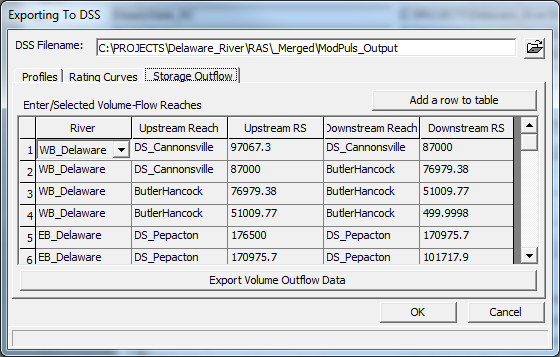 Exporting To DSS
DSS Filename: C:\PROJECTS\Delaware_River\RAS\_Merged\ModPuls_Output
Profiles Rating Curves Storage Outflow
Enter/Selected Volume-Flow Reaches Add a row to table
River Upstream Reach Upstream RS Downstream Reach Downstream RS
1 WB_Delaware DS_Cannonsville 97067.3 DS_Cannonsville 87000
2 WB_Delaware DS_Cannonsville 87000 ButlerHancock 76979.38
3 WB_Delaware ButlerHancock 76979.38 ButlerHancock 51009.77
4 WB_Delaware ButlerHancock 51009.77 ButlerHancock 499.9998
5 EB_Delaware DS_Pepacton 176500 DS_Pepacton 170975.7
6 EB_Delaware DS_Pepacton 170975.7 DS_Pepacton 101717.9
Export Volume Outflow Data
OK Cancel